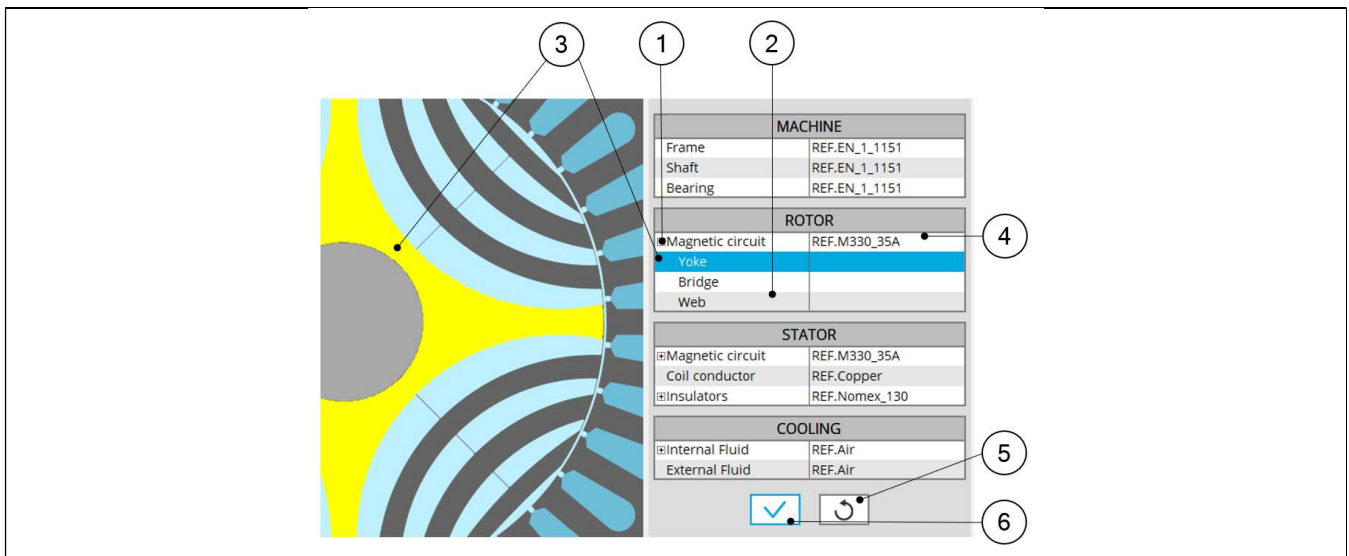 3 1 2
MACHINE
Frame REF.EN_1_1151
Shaft REF.EN_1_1151
Bearing REF.EN_1_1151
ROTOR
Magnetic circuit REF.M330_35A 4
Yoke
Bridge
Web
STATOR
Magnetic circuit REF.M330_35A
Coil conductor REF.Copper
Insulators REF.Nomex_130
COOLING
Internal Fluid REF.Air 5
External Fluid REF.Air
6